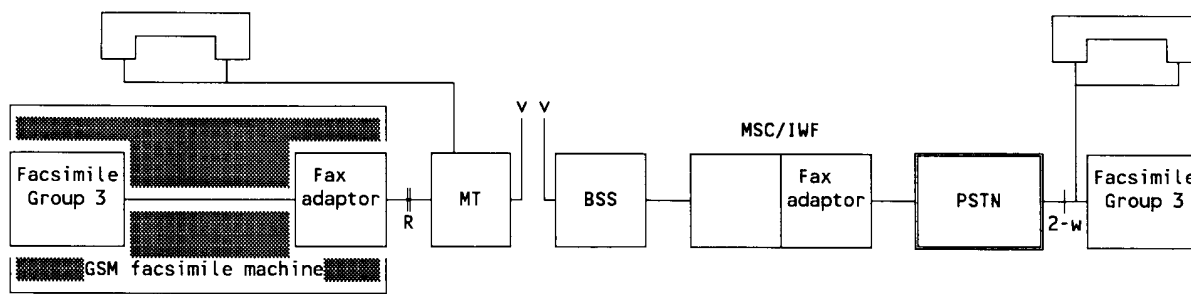 MSC/IWF
Facsimile
Group 3
Fax
adaptor
R
MT
V V
BSS
Fax
adaptor
PSTN
2-w
Facsimile
Group 3
GSM facsimile machine